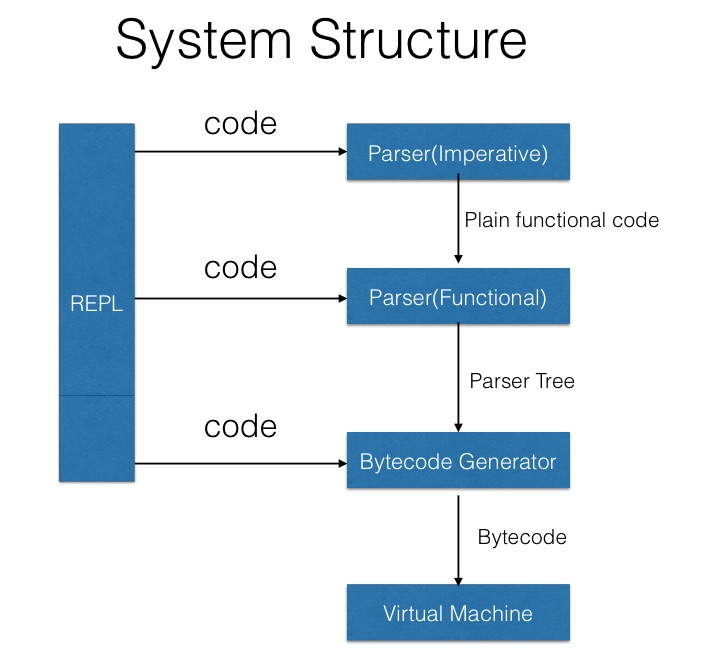 System Structure
code
Parser(Imperative)
Plain functional code
code
Parser(Functional)
REPL
Parser Tree
code
Bytecode Generator
Bytecode
Virtual Machine